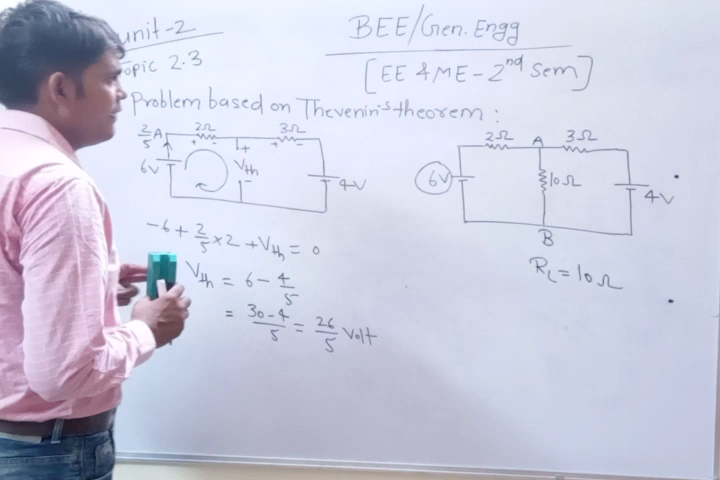 unit-2
opic 2.3
BEE/Gen. Engg
[EE & ME - 2nd Sem]
Problem based on Thevenin's theorem :
2/5 A 2Ω 3Ω
+ - + + -
6V Vth 4V
-
2Ω A 3Ω
6V 10Ω 4V
B
RL = 10Ω
-6 + 2/5 × 2 + Vth = 0
Vth = 6 - 4/5
= 30-4/5 = 26/5 Volt